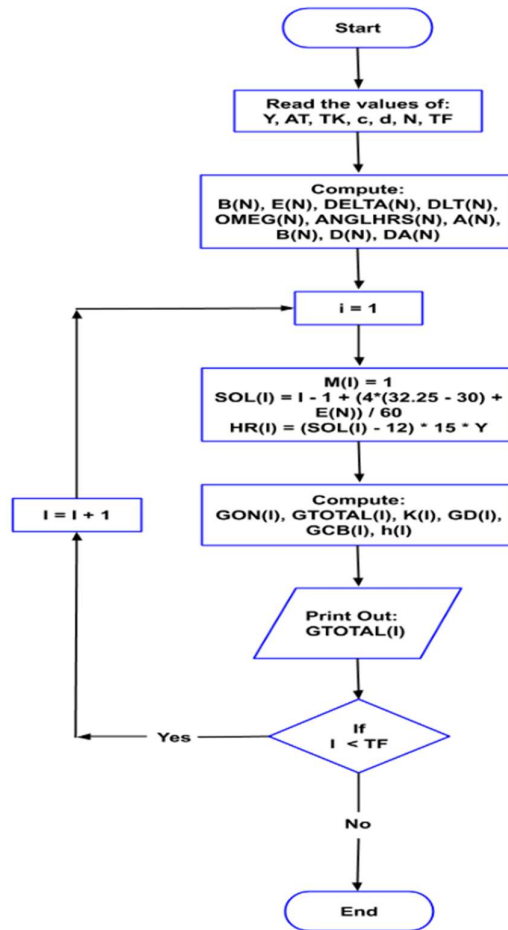 Start
Read the values of:
Y, AT, TK, c, d, N, TF
Compute:
B(N), E(N), DELTA(N), DLT(N),
OMEG(N), ANGLHRS(N), A(N),
B(N), D(N), DA(N)
i = 1
M(I) = 1
SOL(I) = I - 1 + (4*(32.25 - 30) +
E(N)) / 60
HR(I) = (SOL(I) - 12) * 15 * Y
I = I + 1
Compute:
GON(I), GTOTAL(I), K(I), GD(I),
GCB(I), h(I)
Print Out:
GTOTAL(I)
If
I < TF
Yes
No
End